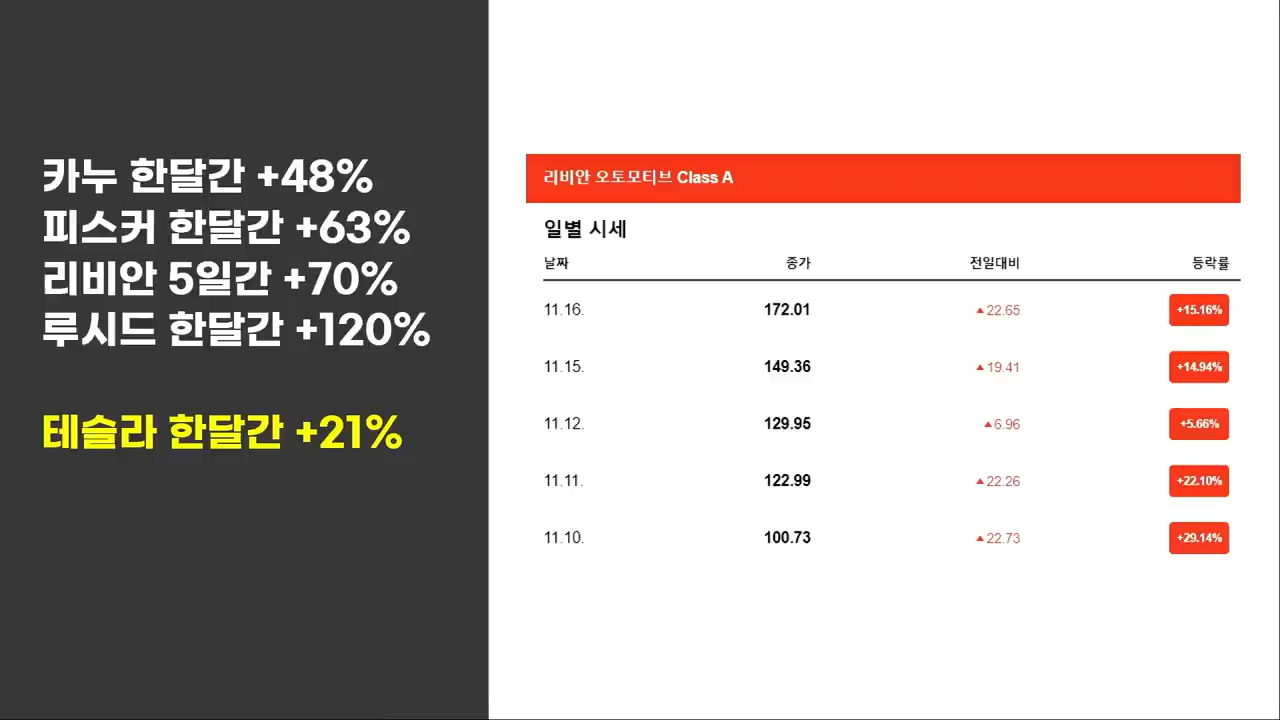 카누 한달간 +48%
피스커 한달간 +63%
리비안 5일간 +70%
루시드 한달간 +120%
테슬라 한달간 +21%
리비안 오토모티브 Class A
일별 시세
날짜 종가 전일대비 등락률
11.16. 172.01 ▲22.65 +15.16%
11.15. 149.36 ▲19.41 +14.94%
11.12. 129.95 ▲6.96 +5.66%
11.11. 122.99 ▲22.26 +22.10%
11.10. 100.73 ▲22.73 +29.14%